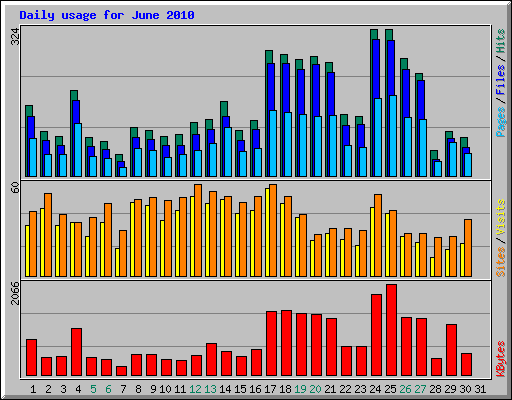 Daily usage for June 2010
324
Pages / Files / Hits
60
Sites / Visits
2066
KBytes
1 2 3 4 5 6 7 8 9 10 11 12 13 14 15 16 17 18 19 20 21 22 23 24 25 26 27 28 29 30 31